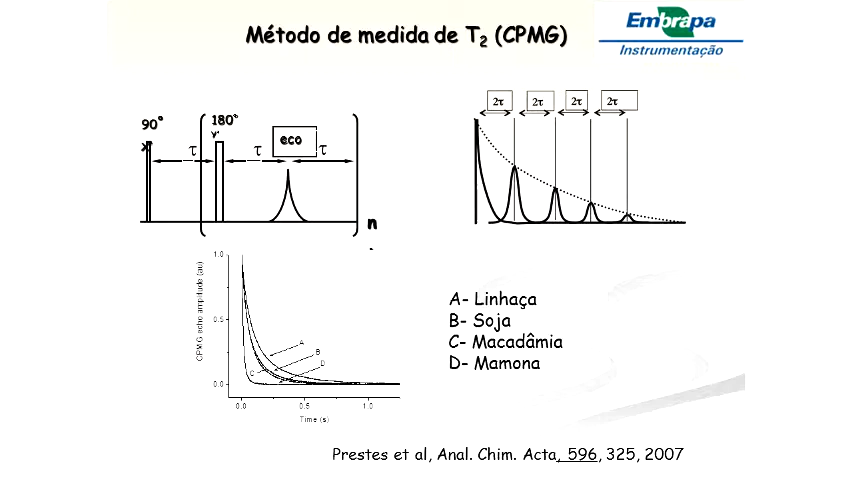 Método de medida de T2 (CPMG)
Embrapa
Instrumentação
90°
x'
180°
y'
eco
τ
τ
τ
n
2τ
2τ
2τ
2τ
CPMG echo amplitude (au)
1.0
0.5
0.0
A
B
C
D
0.0
0.5
1.0
Time (s)
A- Linhaça
B- Soja
C- Macadâmia
D- Mamona
Prestes et al, Anal. Chim. Acta, 596, 325, 2007